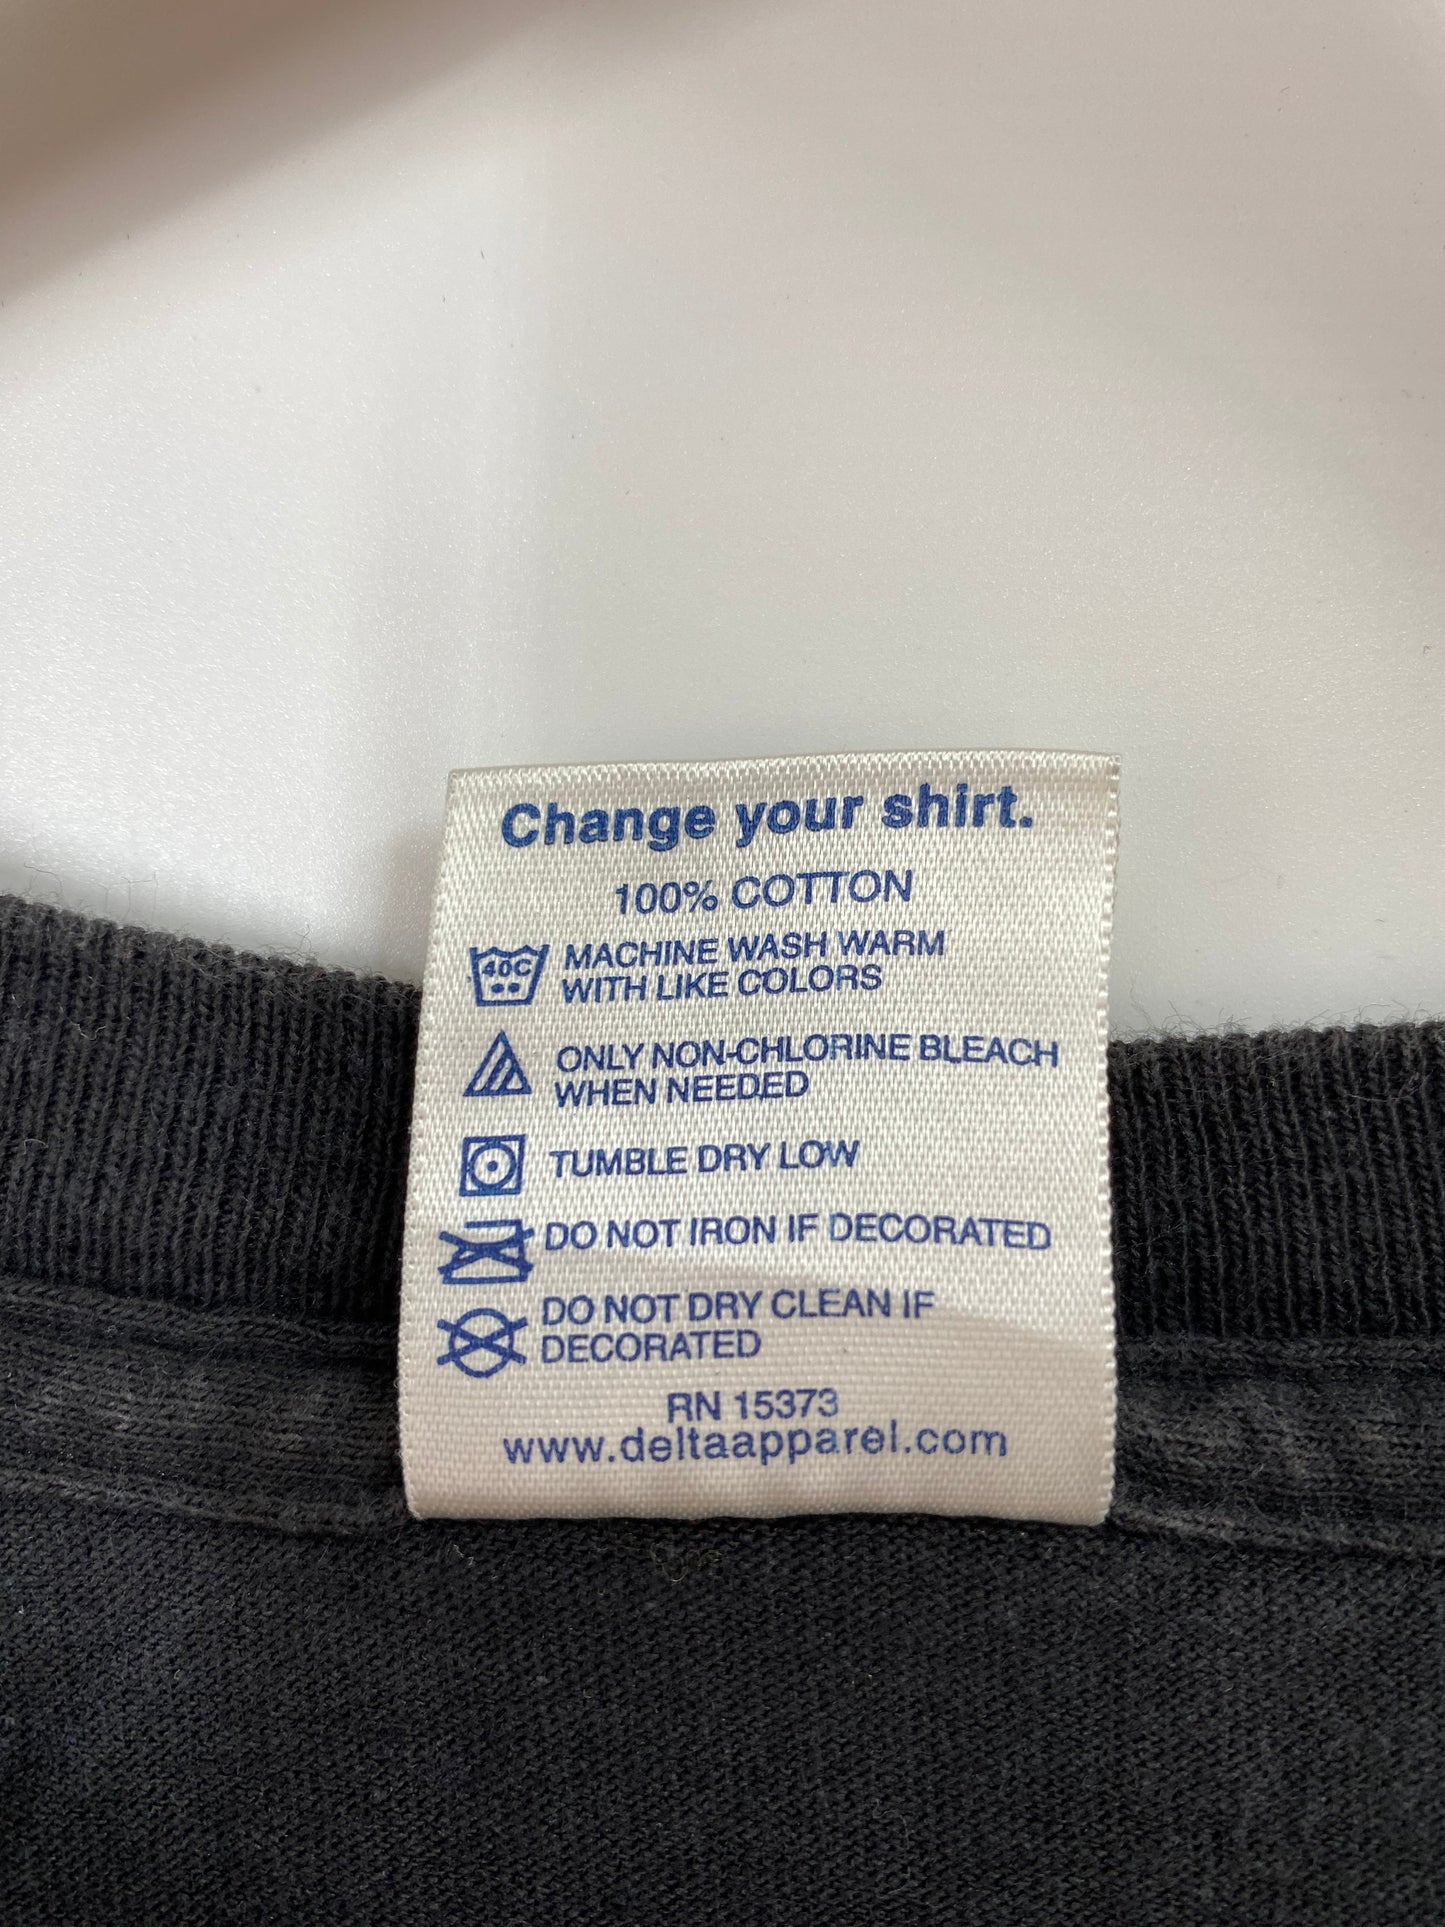 Change your shirt.
100% COTTON
40C
MACHINE WASH WARM
WITH LIKE COLORS
ONLY NON-CHLORINE BLEACH
WHEN NEEDED
TUMBLE DRY LOW
DO NOT IRON IF DECORATED
DO NOT DRY CLEAN IF
DECORATED
RN 15373
www.deltaapparel.com